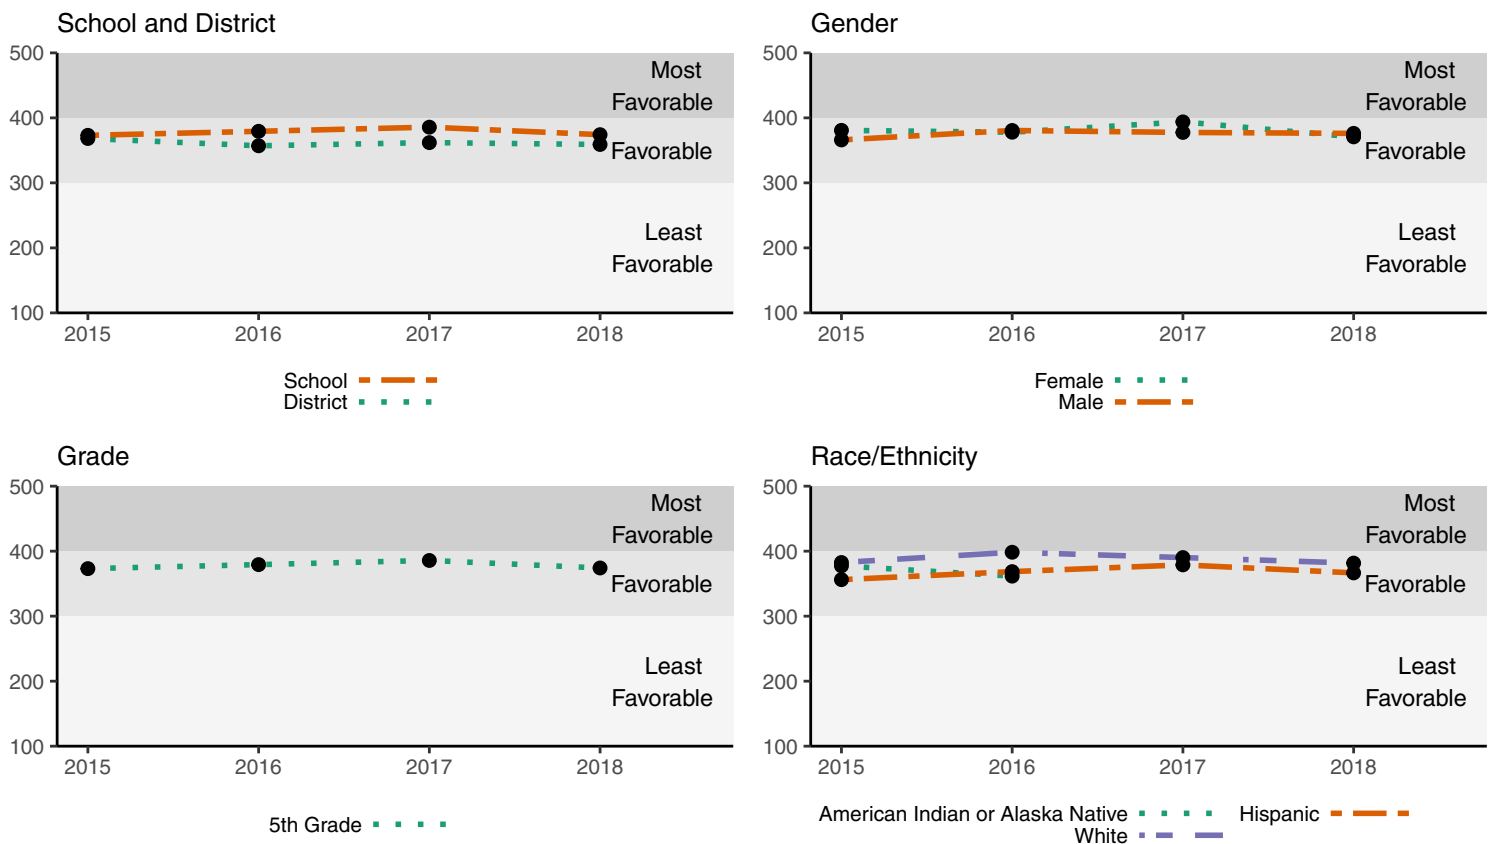 School and District
500
400
300
200
100
Most
Favorable
Favorable
Least
Favorable
2015 2016 2017 2018
School
District
Gender
500
400
300
200
100
Most
Favorable
Favorable
Least
Favorable
2015 2016 2017 2018
Female
Male
Grade
500
400
300
200
100
Most
Favorable
Favorable
Least
Favorable
2015 2016 2017 2018
5th Grade
Race/Ethnicity
500
400
300
200
100
Most
Favorable
Favorable
Least
Favorable
2015 2016 2017 2018
American Indian or Alaska Native Hispanic
White